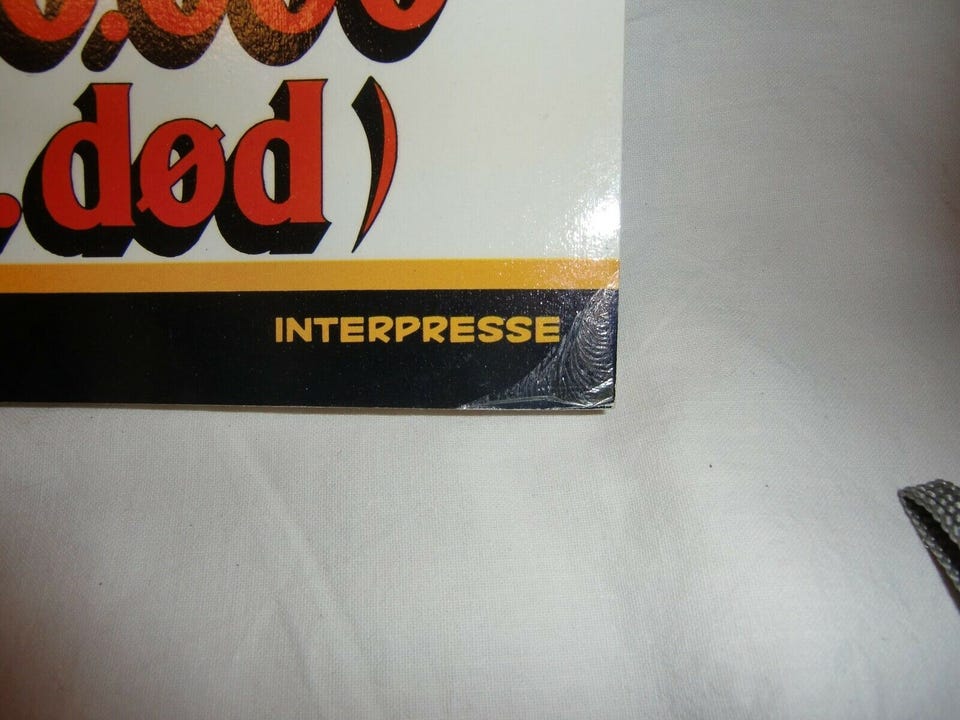 . død )
INTERPRESSE